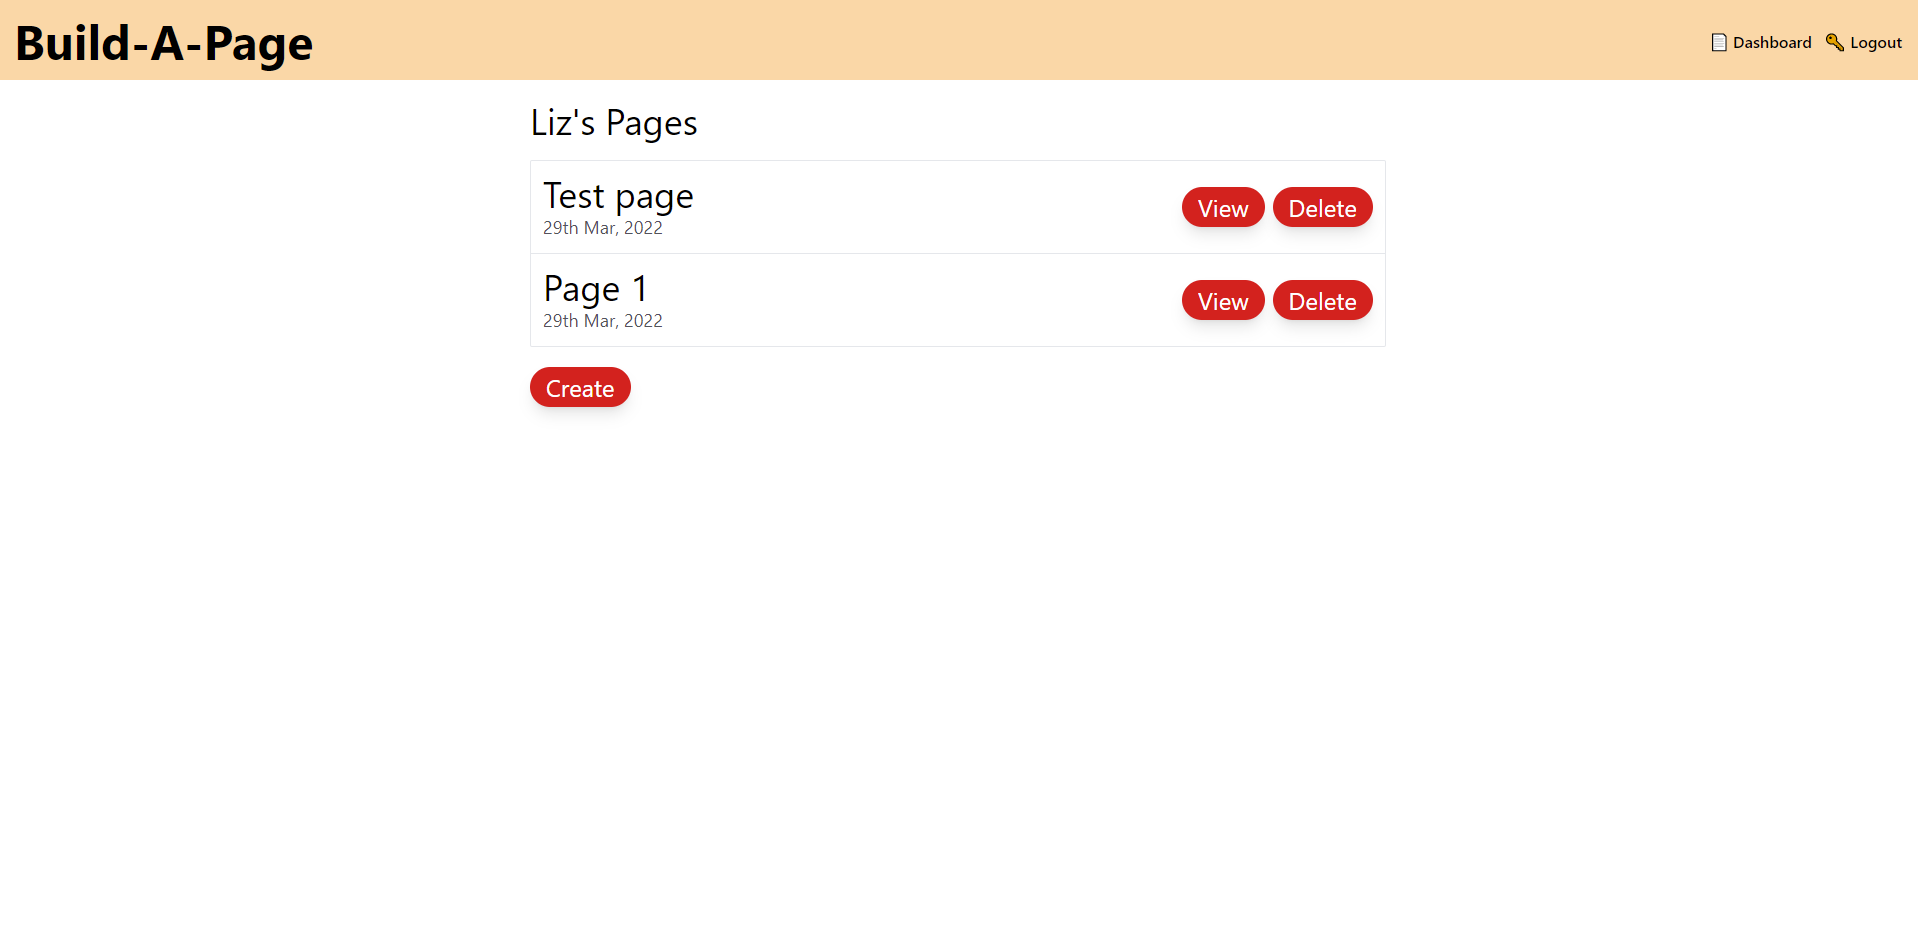 Build-A-Page
Dashboard Logout
Liz's Pages
Test page
29th Mar, 2022
View Delete
Page 1
29th Mar, 2022
View Delete
Create